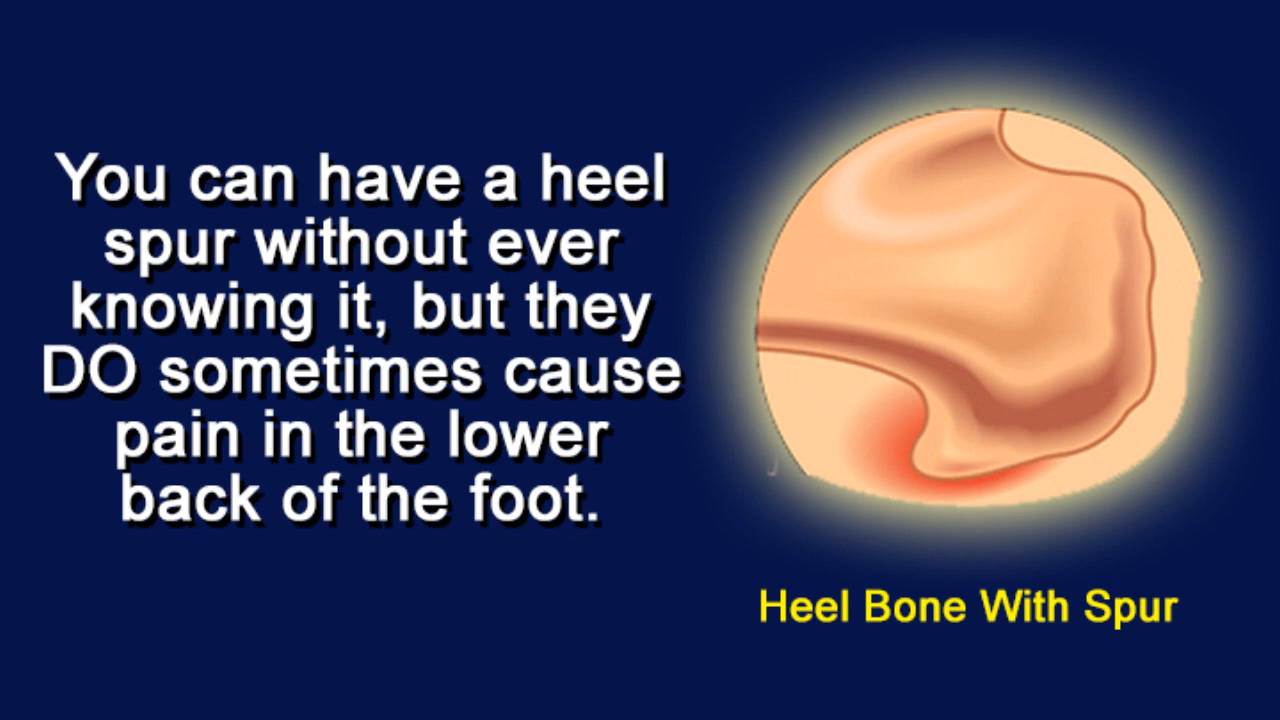 You can have a heel
spur without ever
knowing it, but they
DO sometimes cause
pain in the lower
back of the foot.
Heel Bone With Spur